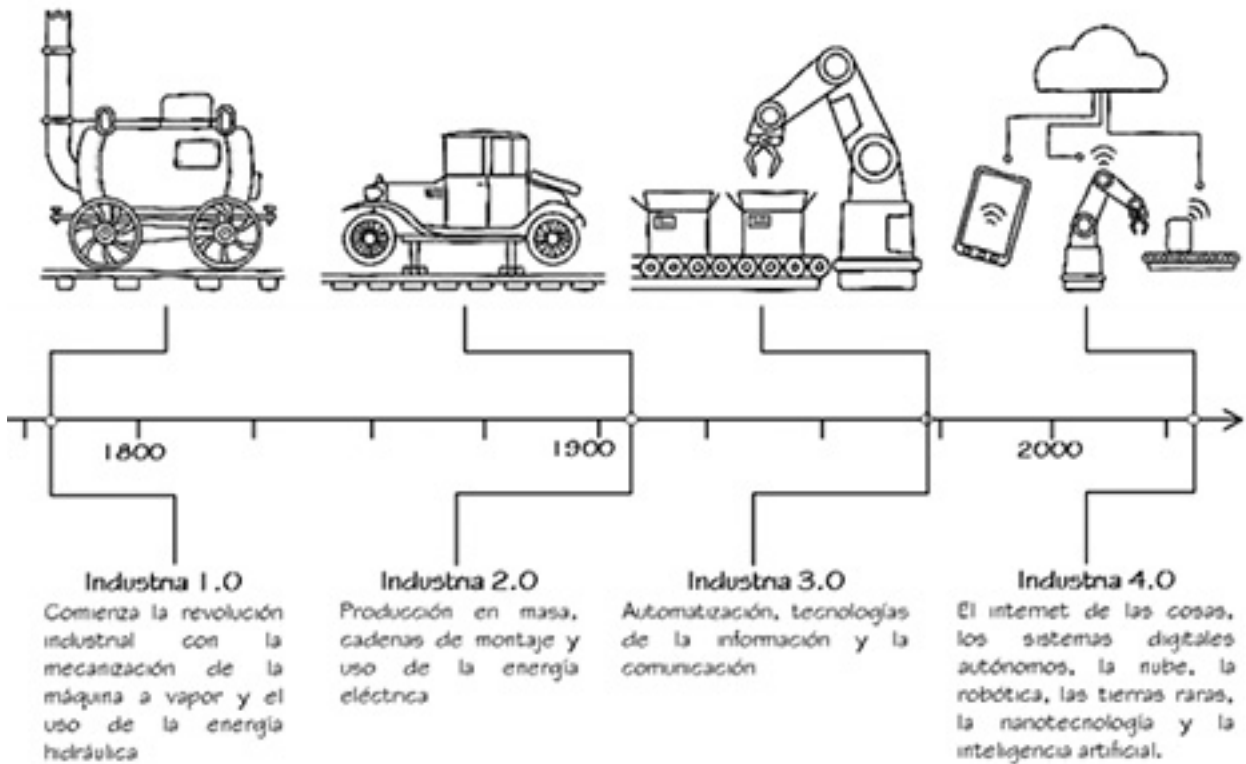 1800
1900
2000
Industria 1.0
Comienza la revolución
industrial con la
mecanización de la
máquina a vapor y el
uso de la energía
hidráulica
Industria 2.0
Producción en masa,
cadenas de montaje y
uso de la energía
eléctrica
Industria 3.0
Automatización, tecnologías
de la información y la
comunicación
Industria 4.0
El internet de las cosas,
los sistemas digitales
autónomos, la nube, la
robótica, las tierras raras,
la nanotecnología y la
inteligencia artificial.